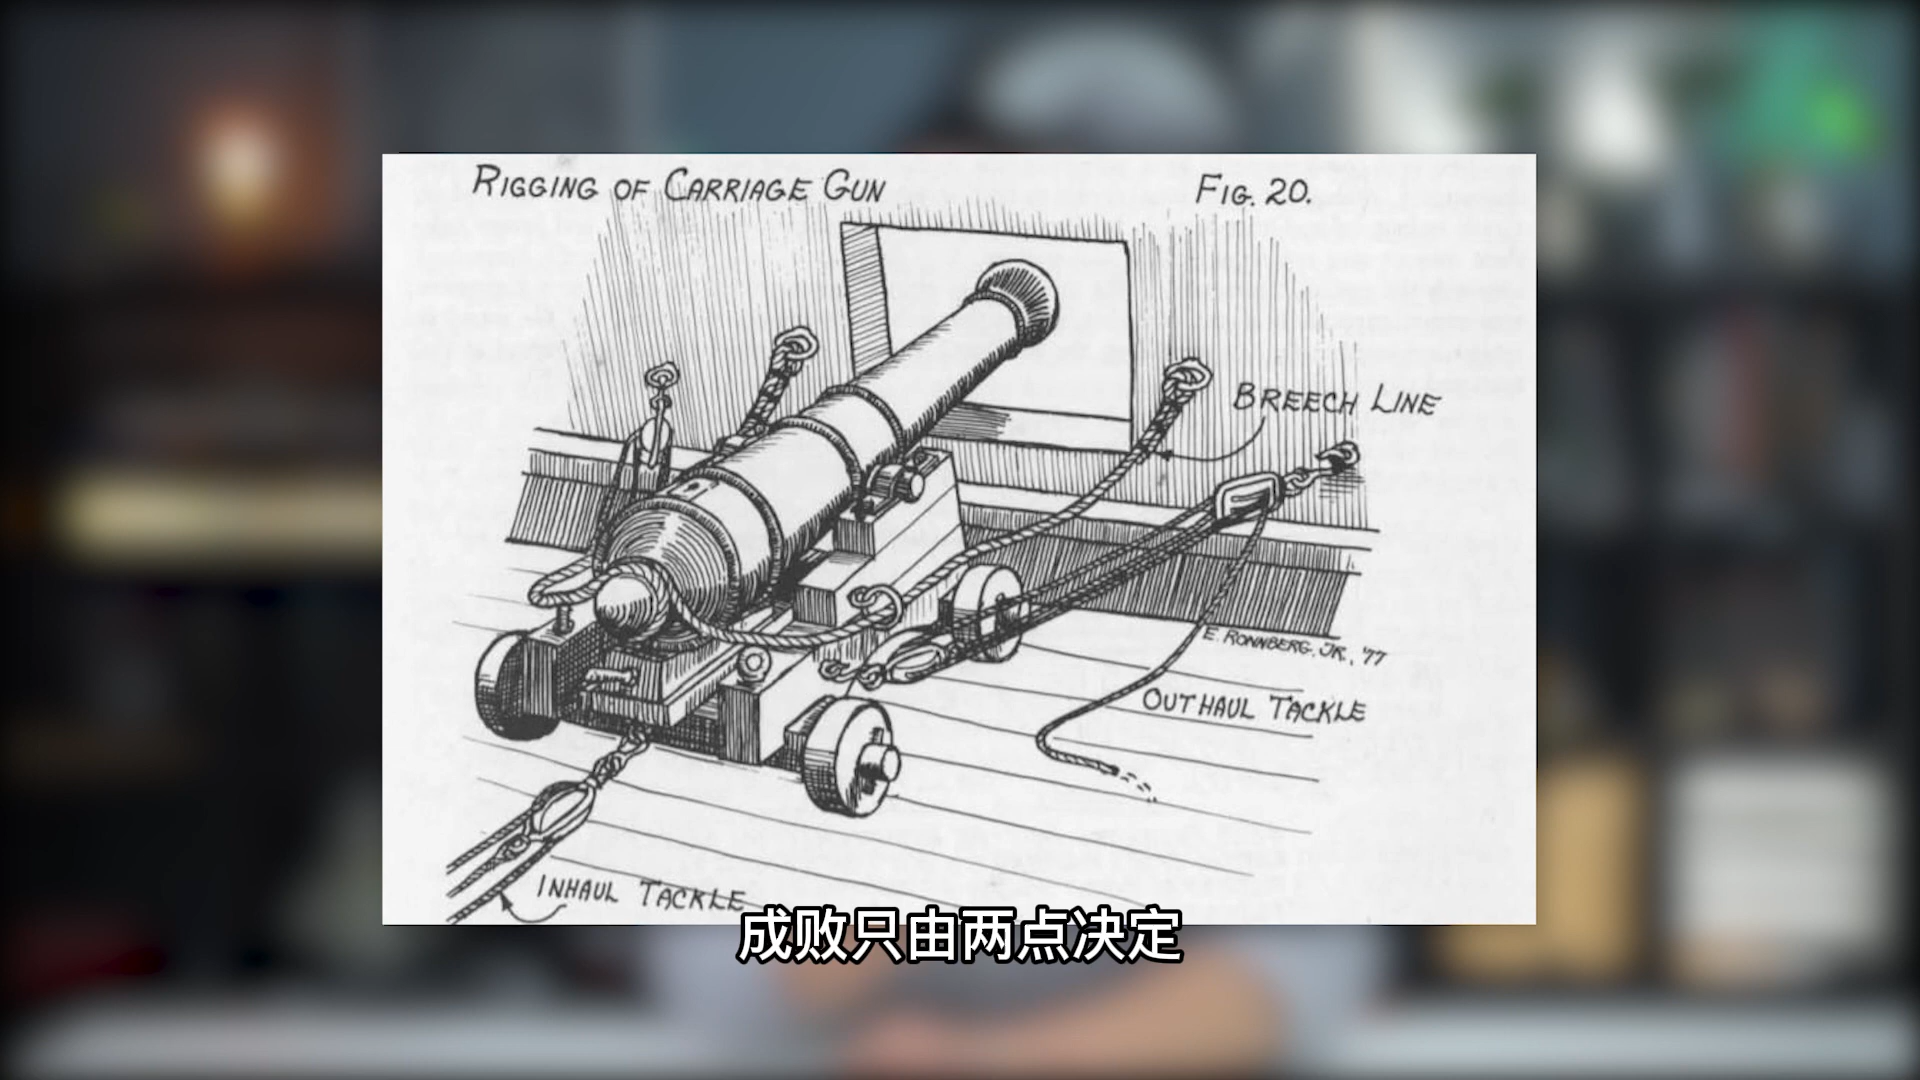 RIGGING OF CARRIAGE GUN
FIG. 20.
BREECH LINE
E. RONNBERG, JR., '77
OUTHAUL TACKLE
INHAUL TACKLE
成败只由两点决定